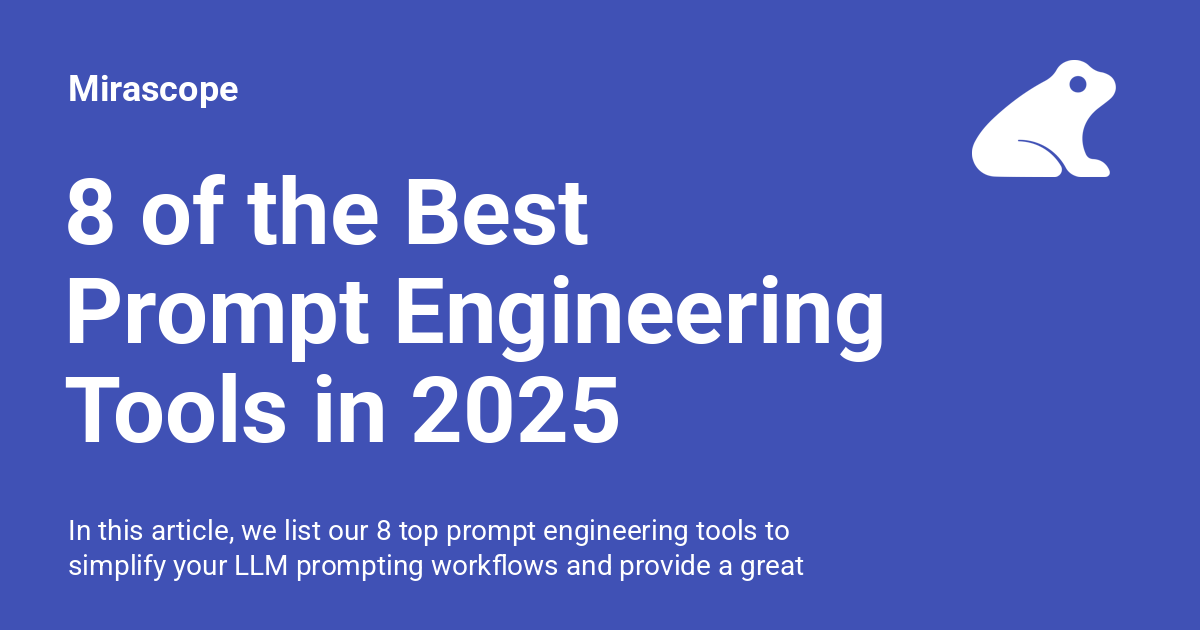 Mirascope
8 of the Best
Prompt Engineering
Tools in 2025
In this article, we list our 8 top prompt engineering tools to
simplify your LLM prompting workflows and provide a great